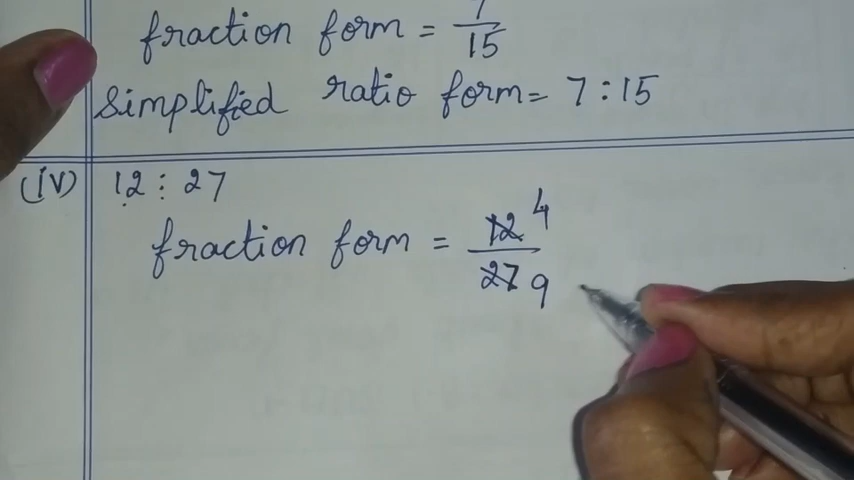 fraction form = 7/15
simplified ratio form = 7 : 15
(iv) 12 : 27
fraction form = 12/27 4/9